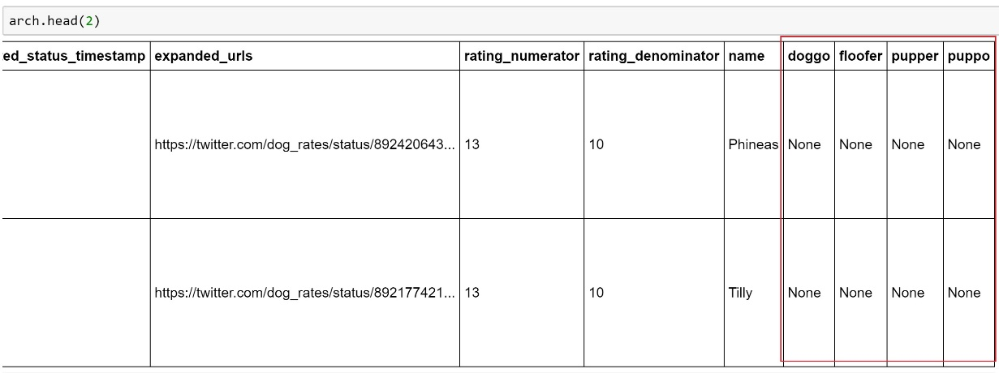 arch.head(2)
ed_status_timestamp expanded_urls rating_numerator rating_denominator name doggo floofer pupper puppo
https://twitter.com/dog_rates/status/892420643... 13 10 Phineas None None None None
https://twitter.com/dog_rates/status/892177421... 13 10 Tilly None None None None